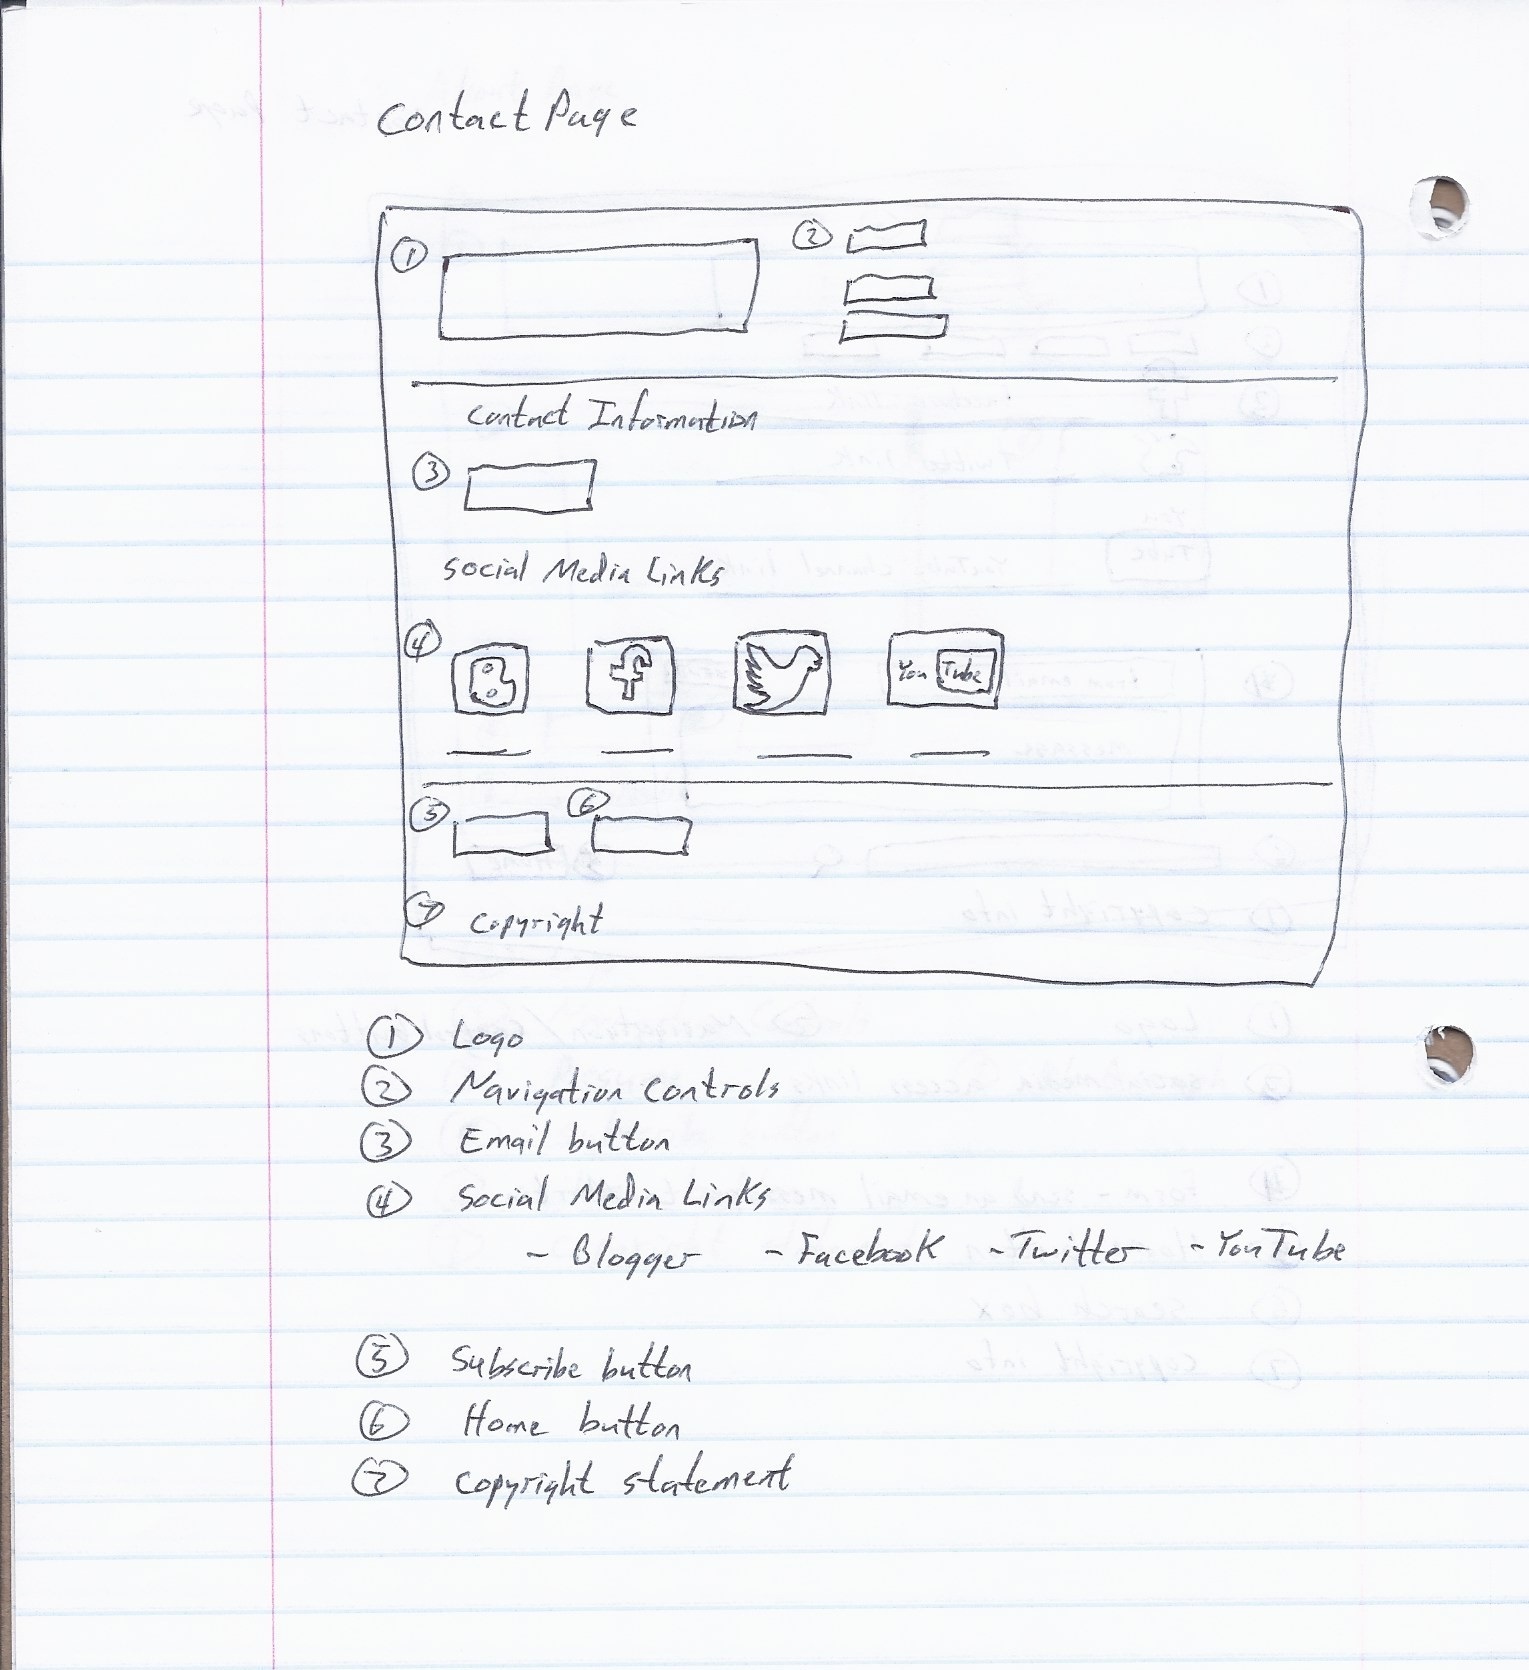 Contact Page
1
2
Contact Information
3
Social Media Links
4
f
You Tube
5 6
7 Copyright
1 Logo
2 Navigation Controls
3 Email button
4 Social Media Links
- Blogger - Facebook - Twitter - YouTube
5 Subscribe button
6 Home button
7 Copyright statement